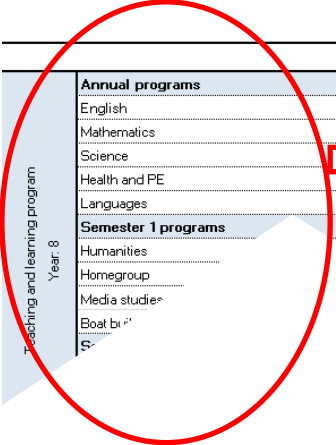 Teaching and learning program
Year: 8
Annual programs
English
Mathematics
Science
Health and PE
Languages
Semester 1 programs
Humanities
Homegroup
Media studies
Boat